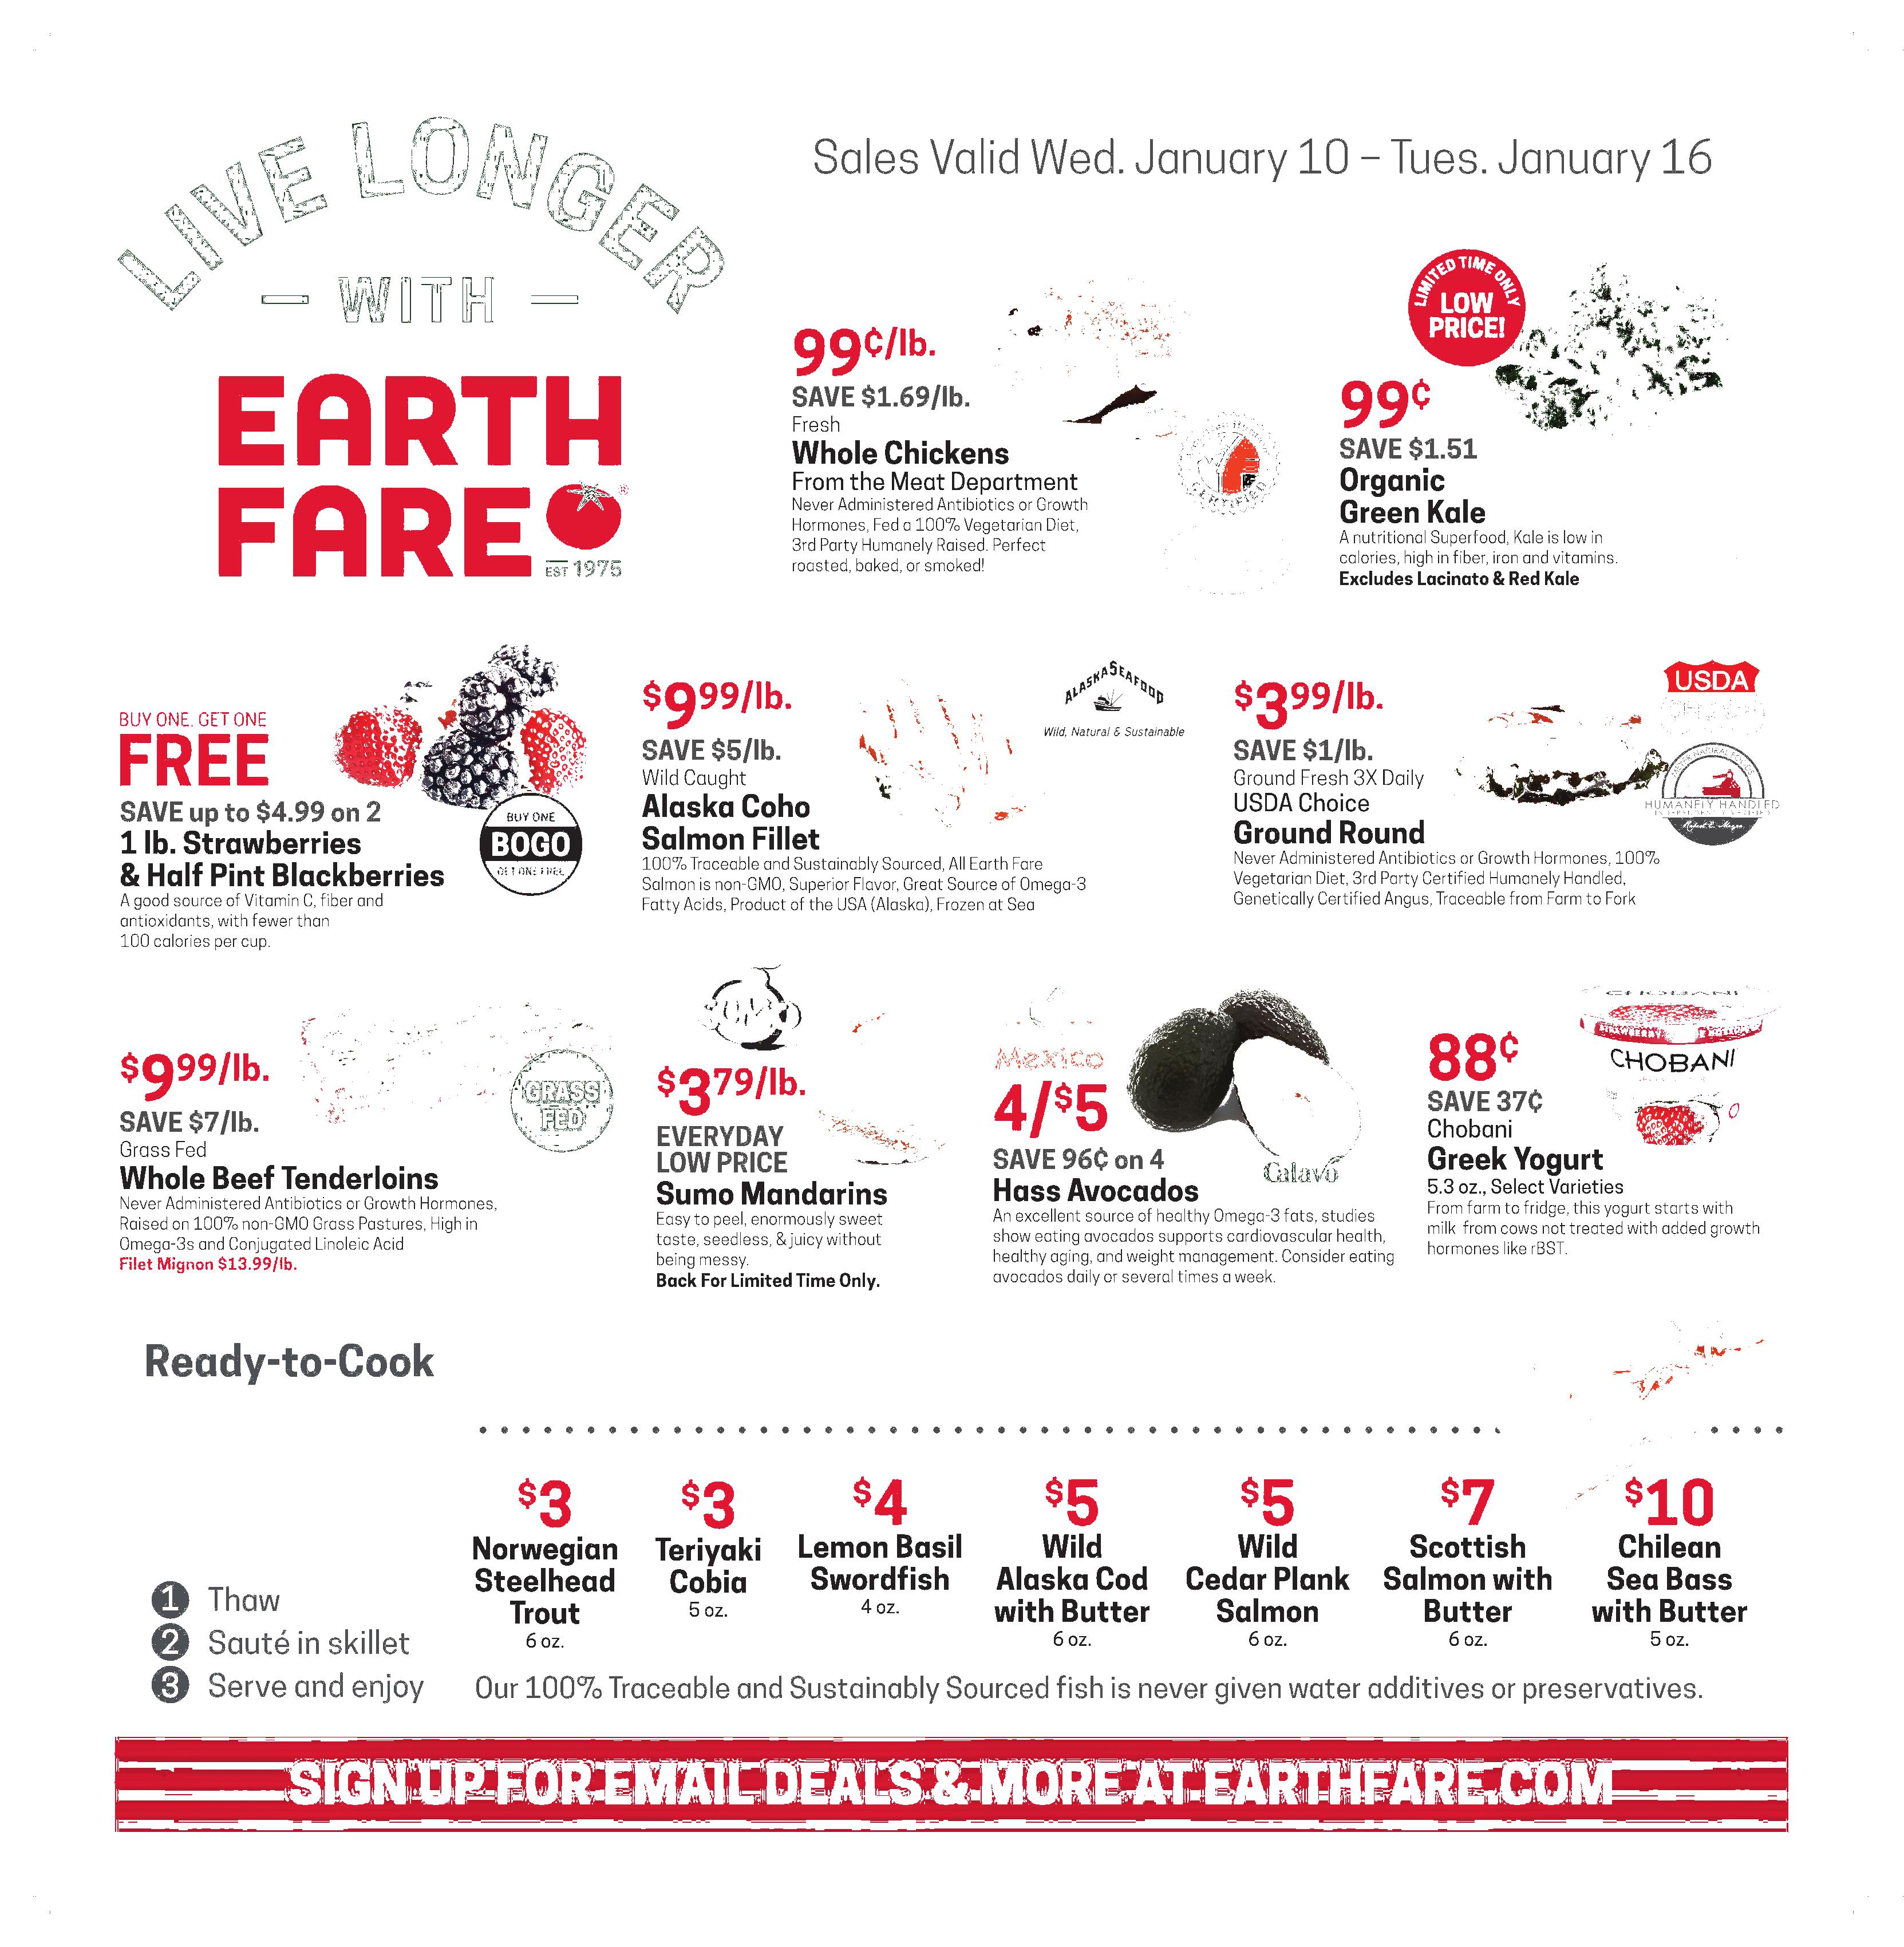 LIVE LONGER
WITH
EARTH
FARE
®
EST 1975
Sales Valid Wed. January 10 – Tues. January 16
99¢/lb.
SAVE $1.69/lb.
Fresh
Whole Chickens
From the Meat Department
Never Administered Antibiotics or Growth
Hormones, Fed a 100% Vegetarian Diet,
3rd Party Humanely Raised. Perfect
roasted, baked, or smoked!
CERTIFIED
LIMITED TIME ONLY
LOW
PRICE!
99¢
SAVE $1.51
Organic
Green Kale
A nutritional Superfood, Kale is low in
calories, high in fiber, iron and vitamins.
Excludes Lacinato & Red Kale
BUY ONE, GET ONE
FREE
SAVE up to $4.99 on 2
1 lb. Strawberries
& Half Pint Blackberries
A good source of Vitamin C, fiber and
antioxidants, with fewer than
100 calories per cup.
BUY ONE
BOGO
GET ONE FREE
$9.99/lb.
SAVE $5/lb.
Wild Caught
Alaska Coho
Salmon Fillet
100% Traceable and Sustainably Sourced, All Earth Fare
Salmon is non-GMO, Superior Flavor, Great Source of Omega-3
Fatty Acids, Product of the USA (Alaska), Frozen at Sea
ALASKA SEAFOOD
Wild, Natural & Sustainable
$3.99/lb.
SAVE $1/lb.
Ground Fresh 3X Daily
USDA Choice
Ground Round
Never Administered Antibiotics or Growth Hormones, 100%
Vegetarian Diet, 3rd Party Certified Humanely Handled,
Genetically Certified Angus, Traceable from Farm to Fork
USDA
HUMANELY HANDLED
$9.99/lb.
SAVE $7/lb.
Grass Fed
Whole Beef Tenderloins
Never Administered Antibiotics or Growth Hormones,
Raised on 100% non-GMO Grass Pastures, High in
Omega-3s and Conjugated Linoleic Acid
Filet Mignon $13.99/lb.
GRASS
FED
SUMO
$3.79/lb.
EVERYDAY
LOW PRICE
Sumo Mandarins
Easy to peel, enormously sweet
taste, seedless, & juicy without
being messy.
Back For Limited Time Only.
Mexico
4/$5
SAVE 96¢ on 4
Hass Avocados
An excellent source of healthy Omega-3 fats, studies
show eating avocados supports cardiovascular health,
healthy aging, and weight management. Consider eating
avocados daily or several times a week.
Calavo
88¢
SAVE 37¢
Chobani
Greek Yogurt
5.3 oz., Select Varieties
From farm to fridge, this yogurt starts with
milk from cows not treated with added growth
hormones like rBST.
CHOBANI
CHOBANI
Ready-to-Cook
1 Thaw
2 Sauté in skillet
3 Serve and enjoy
$3
Norwegian
Steelhead
Trout
6 oz.
$3
Teriyaki
Cobia
5 oz.
$4
Lemon Basil
Swordfish
4 oz.
$5
Wild
Alaska Cod
with Butter
6 oz.
$5
Wild
Cedar Plank
Salmon
6 oz.
$7
Scottish
Salmon with
Butter
6 oz.
$10
Chilean
Sea Bass
with Butter
5 oz.
Our 100% Traceable and Sustainably Sourced fish is never given water additives or preservatives.
SIGN UP FOR EMAIL DEALS & MORE AT EARTHFARE.COM